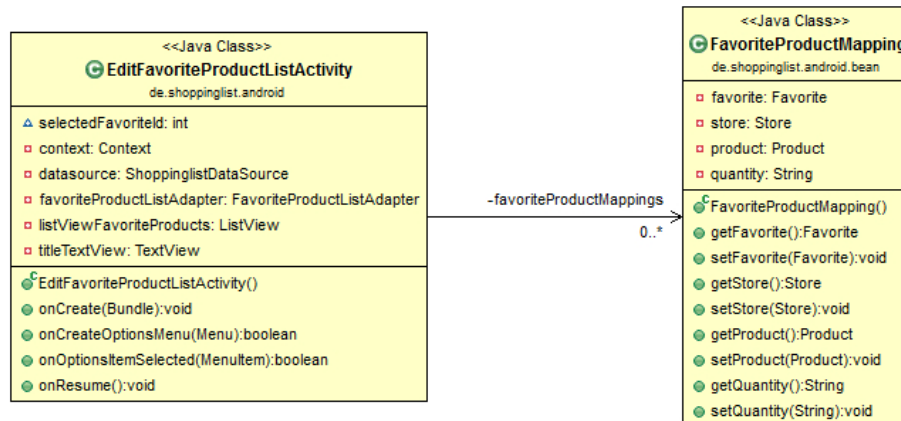 <<Java Class>>
EditFavoriteProductListActivity
de.shoppinglist.android
selectedFavoriteId: int
context: Context
datasource: ShoppinglistDataSource
favoriteProductListAdapter: FavoriteProductListAdapter
listViewFavoriteProducts: ListView
titleTextView: TextView
EditFavoriteProductListActivity()
onCreate(Bundle):void
onCreateOptionsMenu(Menu):boolean
onOptionsItemSelected(MenuItem):boolean
onResume():void
-favoriteProductMappings
0..*
<<Java Class>>
FavoriteProductMapping
de.shoppinglist.android.bean
favorite: Favorite
store: Store
product: Product
quantity: String
FavoriteProductMapping()
getFavorite():Favorite
setFavorite(Favorite):void
getStore():Store
setStore(Store):void
getProduct():Product
setProduct(Product):void
getQuantity():String
setQuantity(String):void